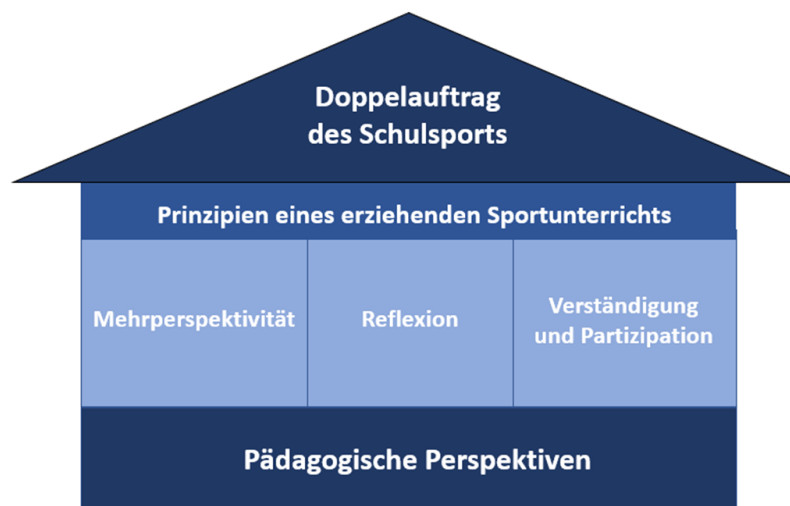 Doppelauftrag
des Schulsports
Prinzipien eines erziehenden Sportunterrichts
Mehrperspektivität
Reflexion
Verständigung
und Partizipation
Pädagogische Perspektiven